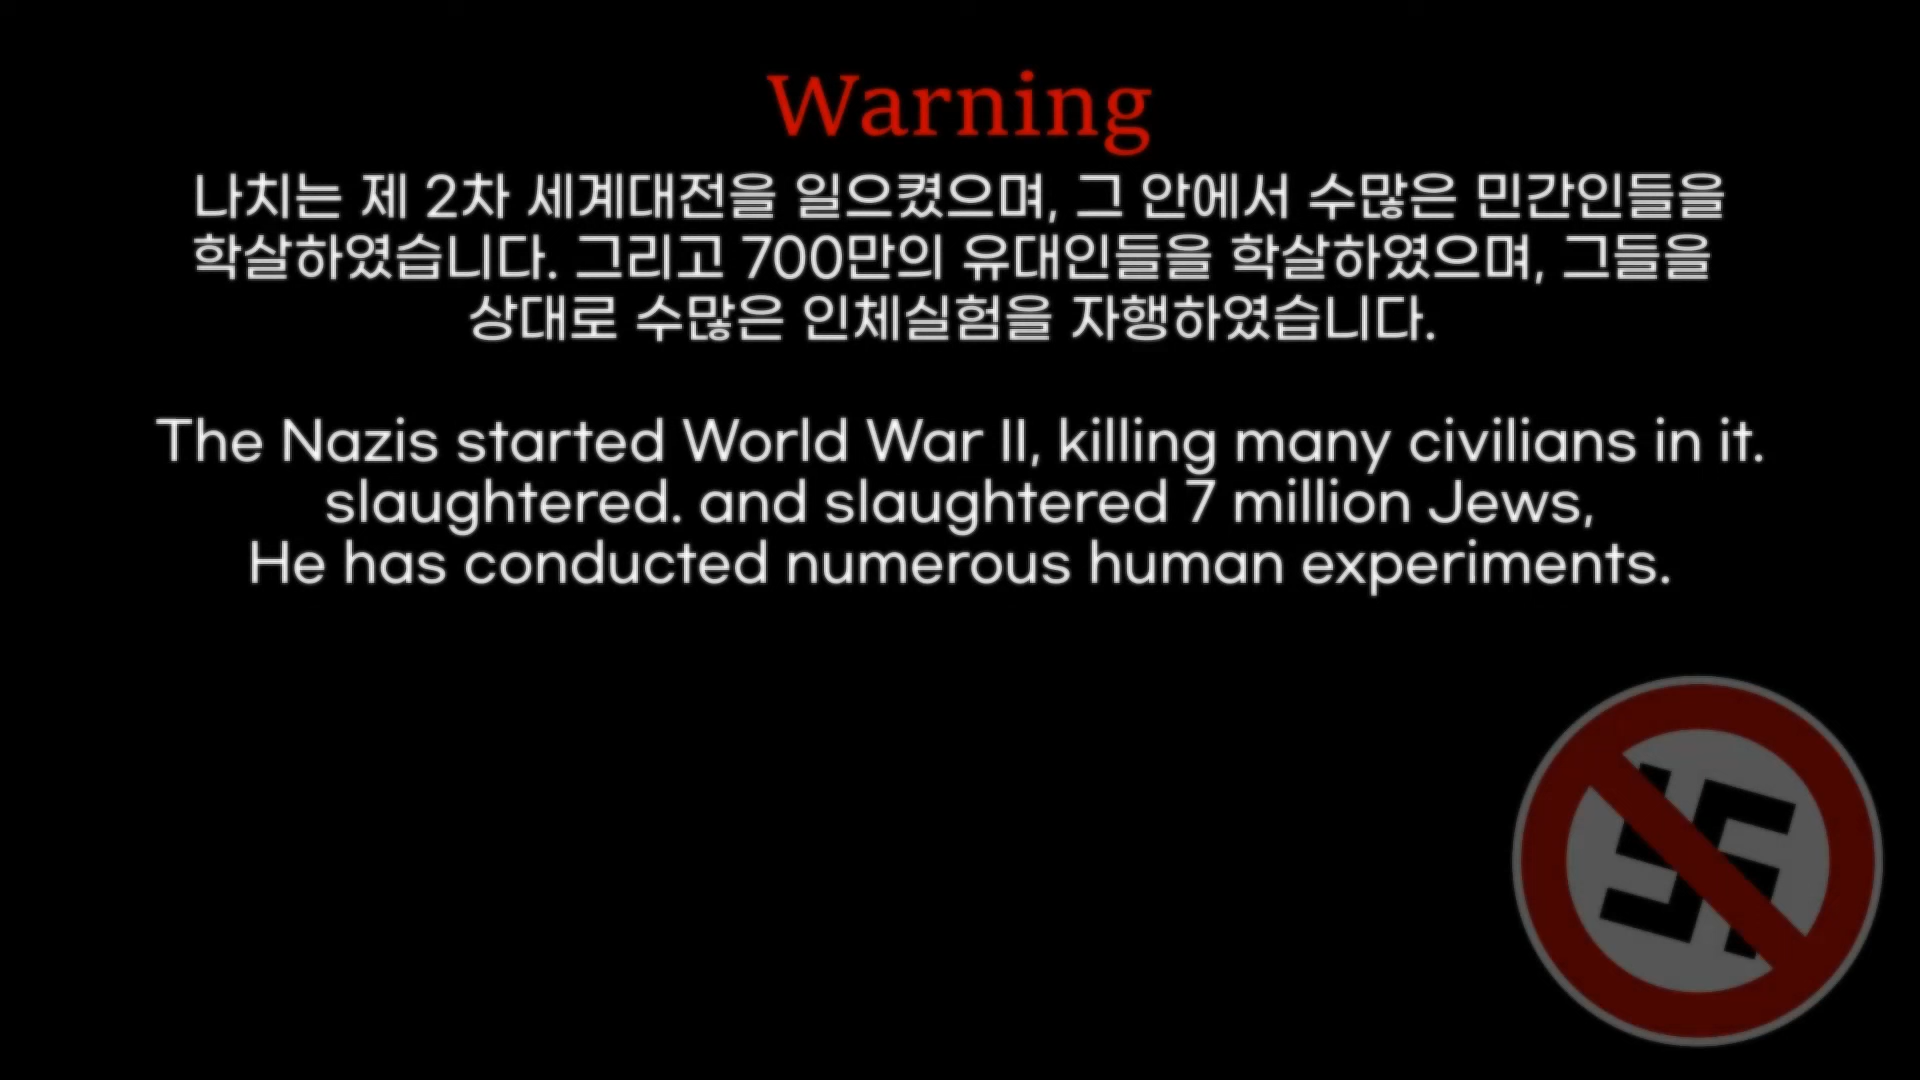 Warning
나치는 제 2차 세계대전을 일으켰으며, 그 안에서 수많은 민간인들을
학살하였습니다. 그리고 700만의 유대인들을 학살하였으며, 그들을
상대로 수많은 인체실험을 자행하였습니다.
The Nazis started World War II, killing many civilians in it.
slaughtered. and slaughtered 7 million Jews,
He has conducted numerous human experiments.